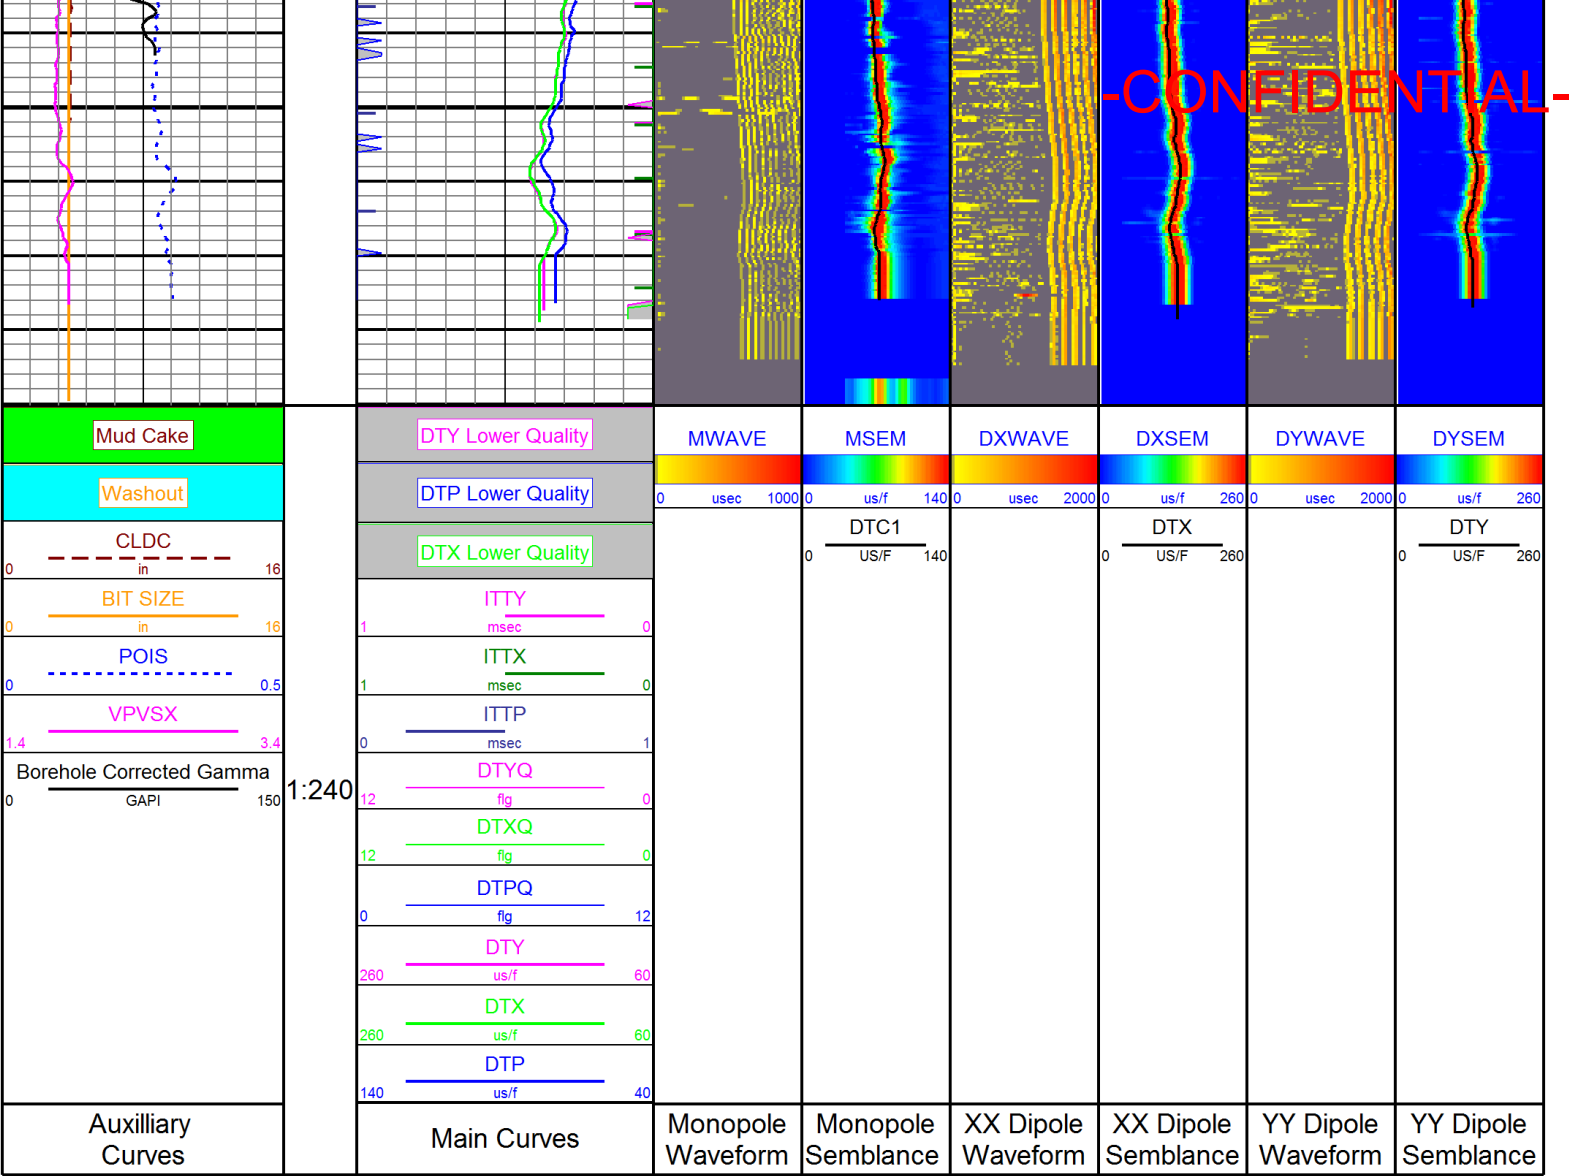 -CONFIDENTIAL-
Mud Cake
Washout
CLDC
0 in 16
BIT SIZE
0 in 16
POIS
0 0.5
VPVSX
1.4 3.4
Borehole Corrected Gamma
0 GAPI 150
1:240
DTY Lower Quality
DTP Lower Quality
DTX Lower Quality
ITTY
1 msec 0
ITTX
1 msec 0
ITTP
0 msec 1
DTYQ
12 flg 0
DTXQ
12 flg 0
DTPQ
0 flg 12
DTY
260 us/f 60
DTX
260 us/f 60
DTP
140 us/f 40
MWAVE
0 usec 1000
MSEM
0 us/f 140
DTC1
0 US/F 140
DXWAVE
0 usec 2000
DXSEM
0 us/f 260
DTX
0 US/F 260
DYWAVE
0 usec 2000
DYSEM
0 us/f 260
DTY
0 US/F 260
Auxilliary
Curves
Main Curves
Monopole
Waveform
Monopole
Semblance
XX Dipole
Waveform
XX Dipole
Semblance
YY Dipole
Waveform
YY Dipole
Semblance